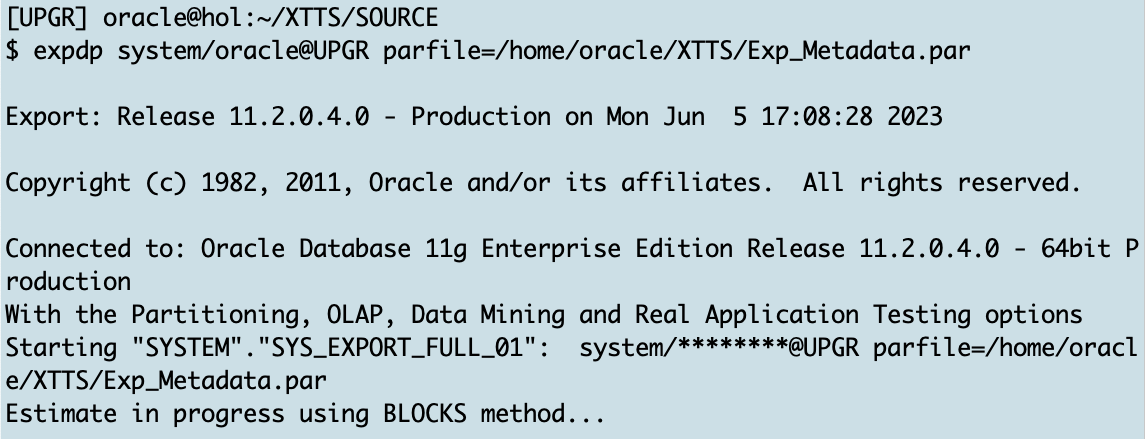 [UPGR] oracle@hol:~/XTTS/SOURCE
$ expdp system/oracle@UPGR parfile=/home/oracle/XTTS/Exp_Metadata.par
Export: Release 11.2.0.4.0 - Production on Mon Jun  5 17:08:28 2023
Copyright (c) 1982, 2011, Oracle and/or its affiliates.  All rights reserved.
Connected to: Oracle Database 11g Enterprise Edition Release 11.2.0.4.0 - 64bit P
roduction
With the Partitioning, OLAP, Data Mining and Real Application Testing options
Starting "SYSTEM"."SYS_EXPORT_FULL_01":  system/********@UPGR parfile=/home/oracl
e/XTTS/Exp_Metadata.par
Estimate in progress using BLOCKS method...